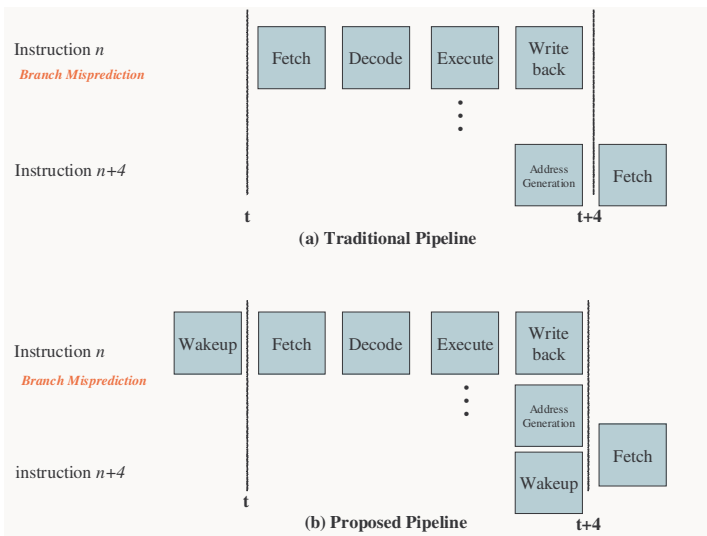 Instruction n
Branch Misprediction
Fetch
Decode
Execute
Write
back
Instruction n+4
Address
Generation
Fetch
t
t+4
(a) Traditional Pipeline
Instruction n
Branch Misprediction
Wakeup
Fetch
Decode
Execute
Write
back
Address
Generation
instruction n+4
Wakeup
Fetch
t
t+4
(b) Proposed Pipeline